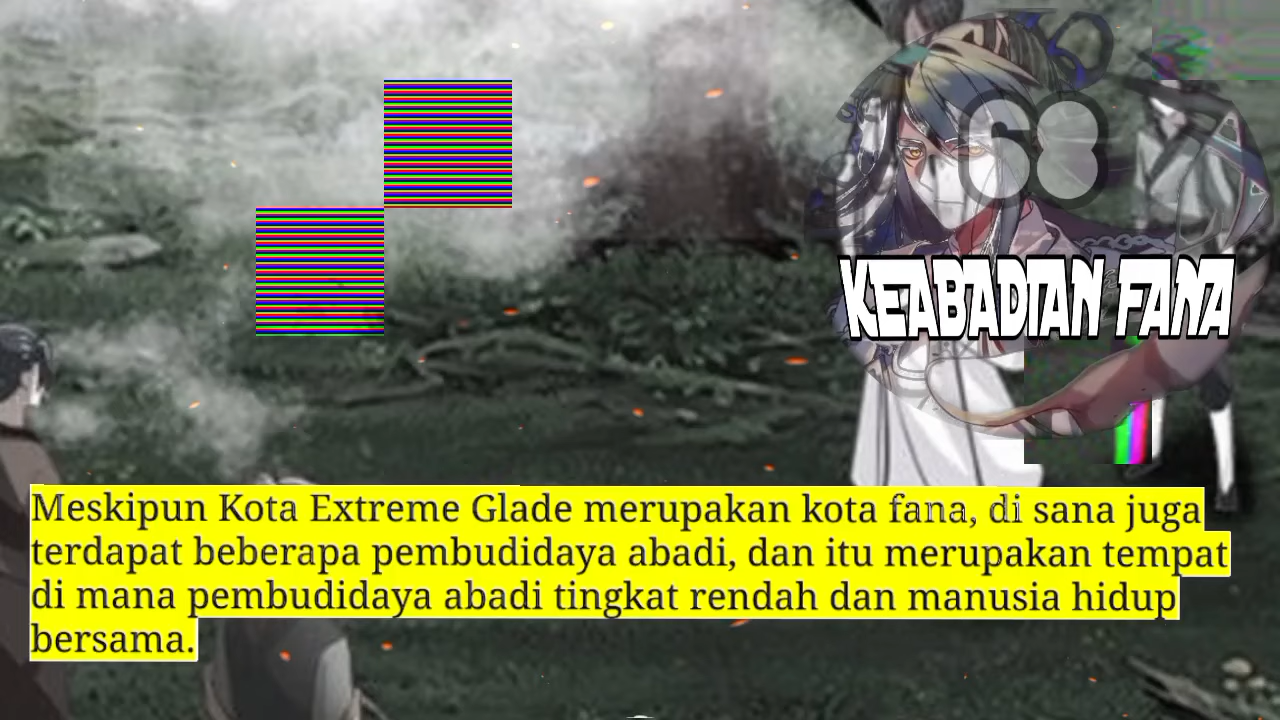 68
KEABADIAN FANA
Meskipun Kota Extreme Glade merupakan kota fana, di sana juga
terdapat beberapa pembudidaya abadi, dan itu merupakan tempat
di mana pembudidaya abadi tingkat rendah dan manusia hidup
bersama.